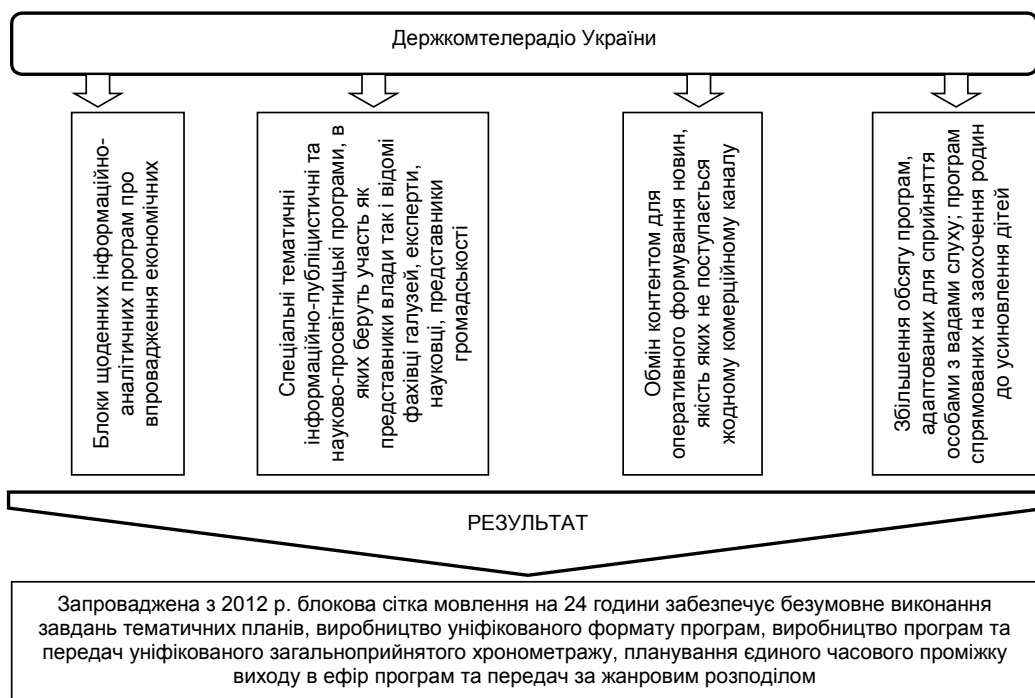 Держкомтелерадіо України
Блоки щоденних інформаційно-
аналітичних програм про
впровадження економічних
Спеціальні тематичні
інформаційно-публіцистичні та
науково-просвітницькі програми, в
яких беруть участь як
представники влади так і відомі
фахівці галузей, експерти,
науковці, представники
громадськості
Обмін контентом для
оперативного формування новин,
якість яких не поступається
жодному комерційному каналу
Збільшення обсягу програм,
адаптованих для сприйняття
особами з вадами слуху; програм
спрямованих на заохочення родин
до усиновлення дітей
РЕЗУЛЬТАТ
Запроваджена з 2012 р. блокова сітка мовлення на 24 години забезпечує безумовне виконання
завдань тематичних планів, виробництво уніфікованого формату програм, виробництво програм та
передач уніфікованого загальноприйнятого хронометражу, планування єдиного часового проміжку
виходу в ефір програм та передач за жанровим розподілом